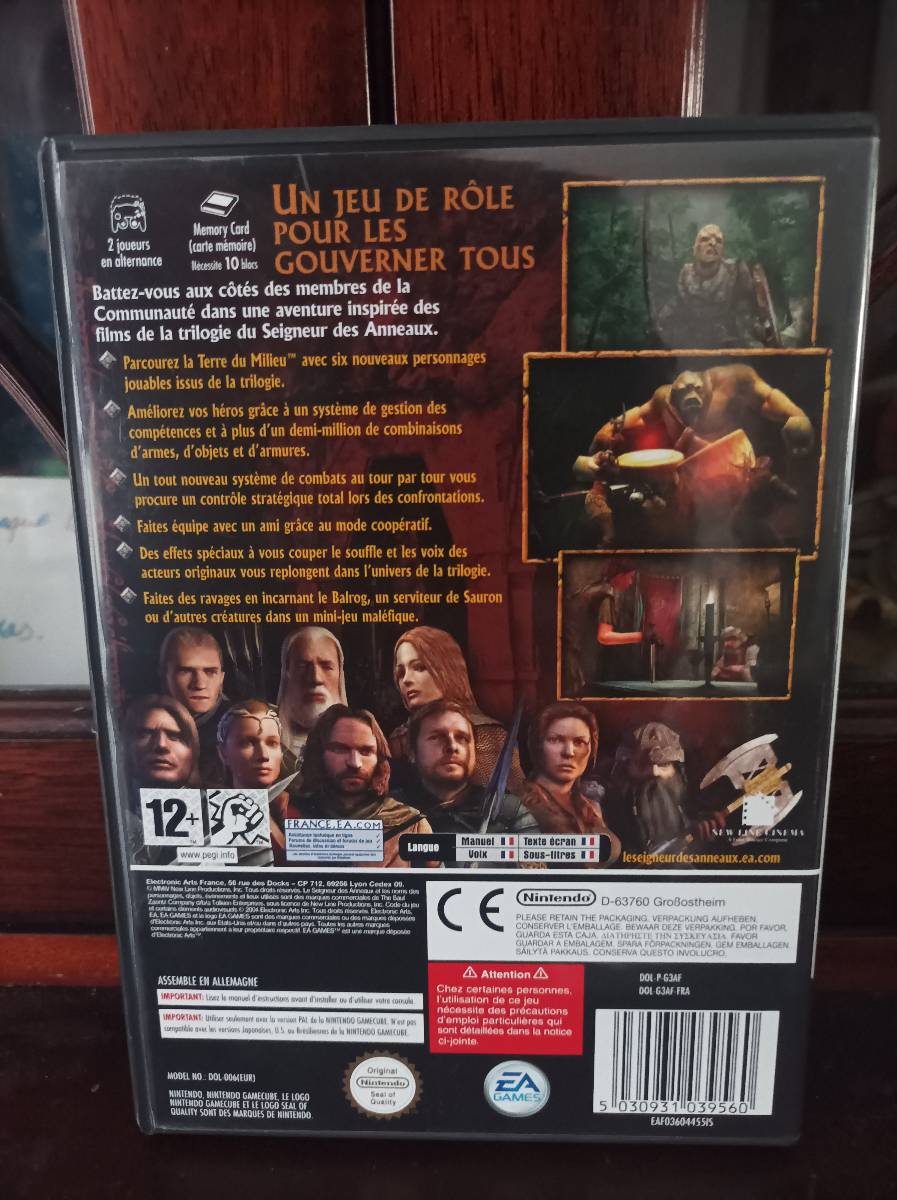 UN JEU DE RÔLE
POUR LES
GOUVERNER TOUS
2 joueurs
en alternance
Memory Card
(carte mémoire)
Nécessite 10 blocs
Battez-vous aux côtés des membres de la
Communauté dans une aventure inspirée des
films de la trilogie du Seigneur des Anneaux.
Parcourez la Terre du Milieu™ avec six nouveaux personnages
jouables issus de la trilogie.
Améliorez vos héros grâce à un système de gestion des
compétences et à plus d'un demi-million de combinaisons
d'armes, d'objets et d'armures.
Un tout nouveau système de combats au tour par tour vous
procure un contrôle stratégique total lors des confrontations.
Faites équipe avec un ami grâce au mode coopératif.
Des effets spéciaux à vous couper le souffle et les voix des
acteurs originaux vous replongent dans l'univers de la trilogie.
Faites des ravages en incarnant le Balrog, un serviteur de Sauron
ou d'autres créatures dans un mini-jeu maléfique.
12+
www.pegi.info
FRANCE.EA.COM
Langue
Manuel
Texte écran
Voix
Sous-titres
NEW LINE CINEMA
leseigneurdesanneaux.ea.com
Electronic Arts France, 56 rue des Docks – CP 712, 69256 Lyon Cedex 09.
CE
Nintendo D-63760 Großostheim
PLEASE RETAIN THE PACKAGING. VERPACKUNG AUFHEBEN.
CONSERVER L'EMBALLAGE. BEWAAR DEZE VERPAKKING. POR FAVOR,
GUARDA ESTA CAJA. ΔΙΑΤΗΡΗΣΤΕ ΤΗΝ ΣΥΣΚΕΥΑΣΙΑ. FAVOR
GUARDAR A EMBALAGEM. SPARA FÖRPACKNINGEN. GEM EMBALLAGEN.
SÄILYTÄ PAKKAUS. CONSERVA QUESTO INVOLUCRO.
ASSEMBLE EN ALLEMAGNE
IMPORTANT: Lisez le manuel d'instructions avant d'installer ou d'utiliser votre console.
IMPORTANT: Utiliser seulement avec la version PAL de la NINTENDO GAMECUBE. N'est pas
compatible avec les versions Japonaises, U.S. ou Brésiliennes de la NINTENDO GAMECUBE.
Attention
Chez certaines personnes,
l'utilisation de ce jeu
nécessite des précautions
d'emploi particulières qui
sont détaillées dans la notice
ci-jointe.
DOL-P-G3AF
DOL-G3AF-FRA
MODEL NO.: DOL-006(EUR)
NINTENDO, NINTENDO GAMECUBE, LE LOGO
NINTENDO GAMECUBE ET LE LOGO SEAL OF
QUALITY SONT DES MARQUES DE NINTENDO.
Original
Nintendo
Seal of
Quality
EA
GAMES
5 030931 039560
EAF03604455IS